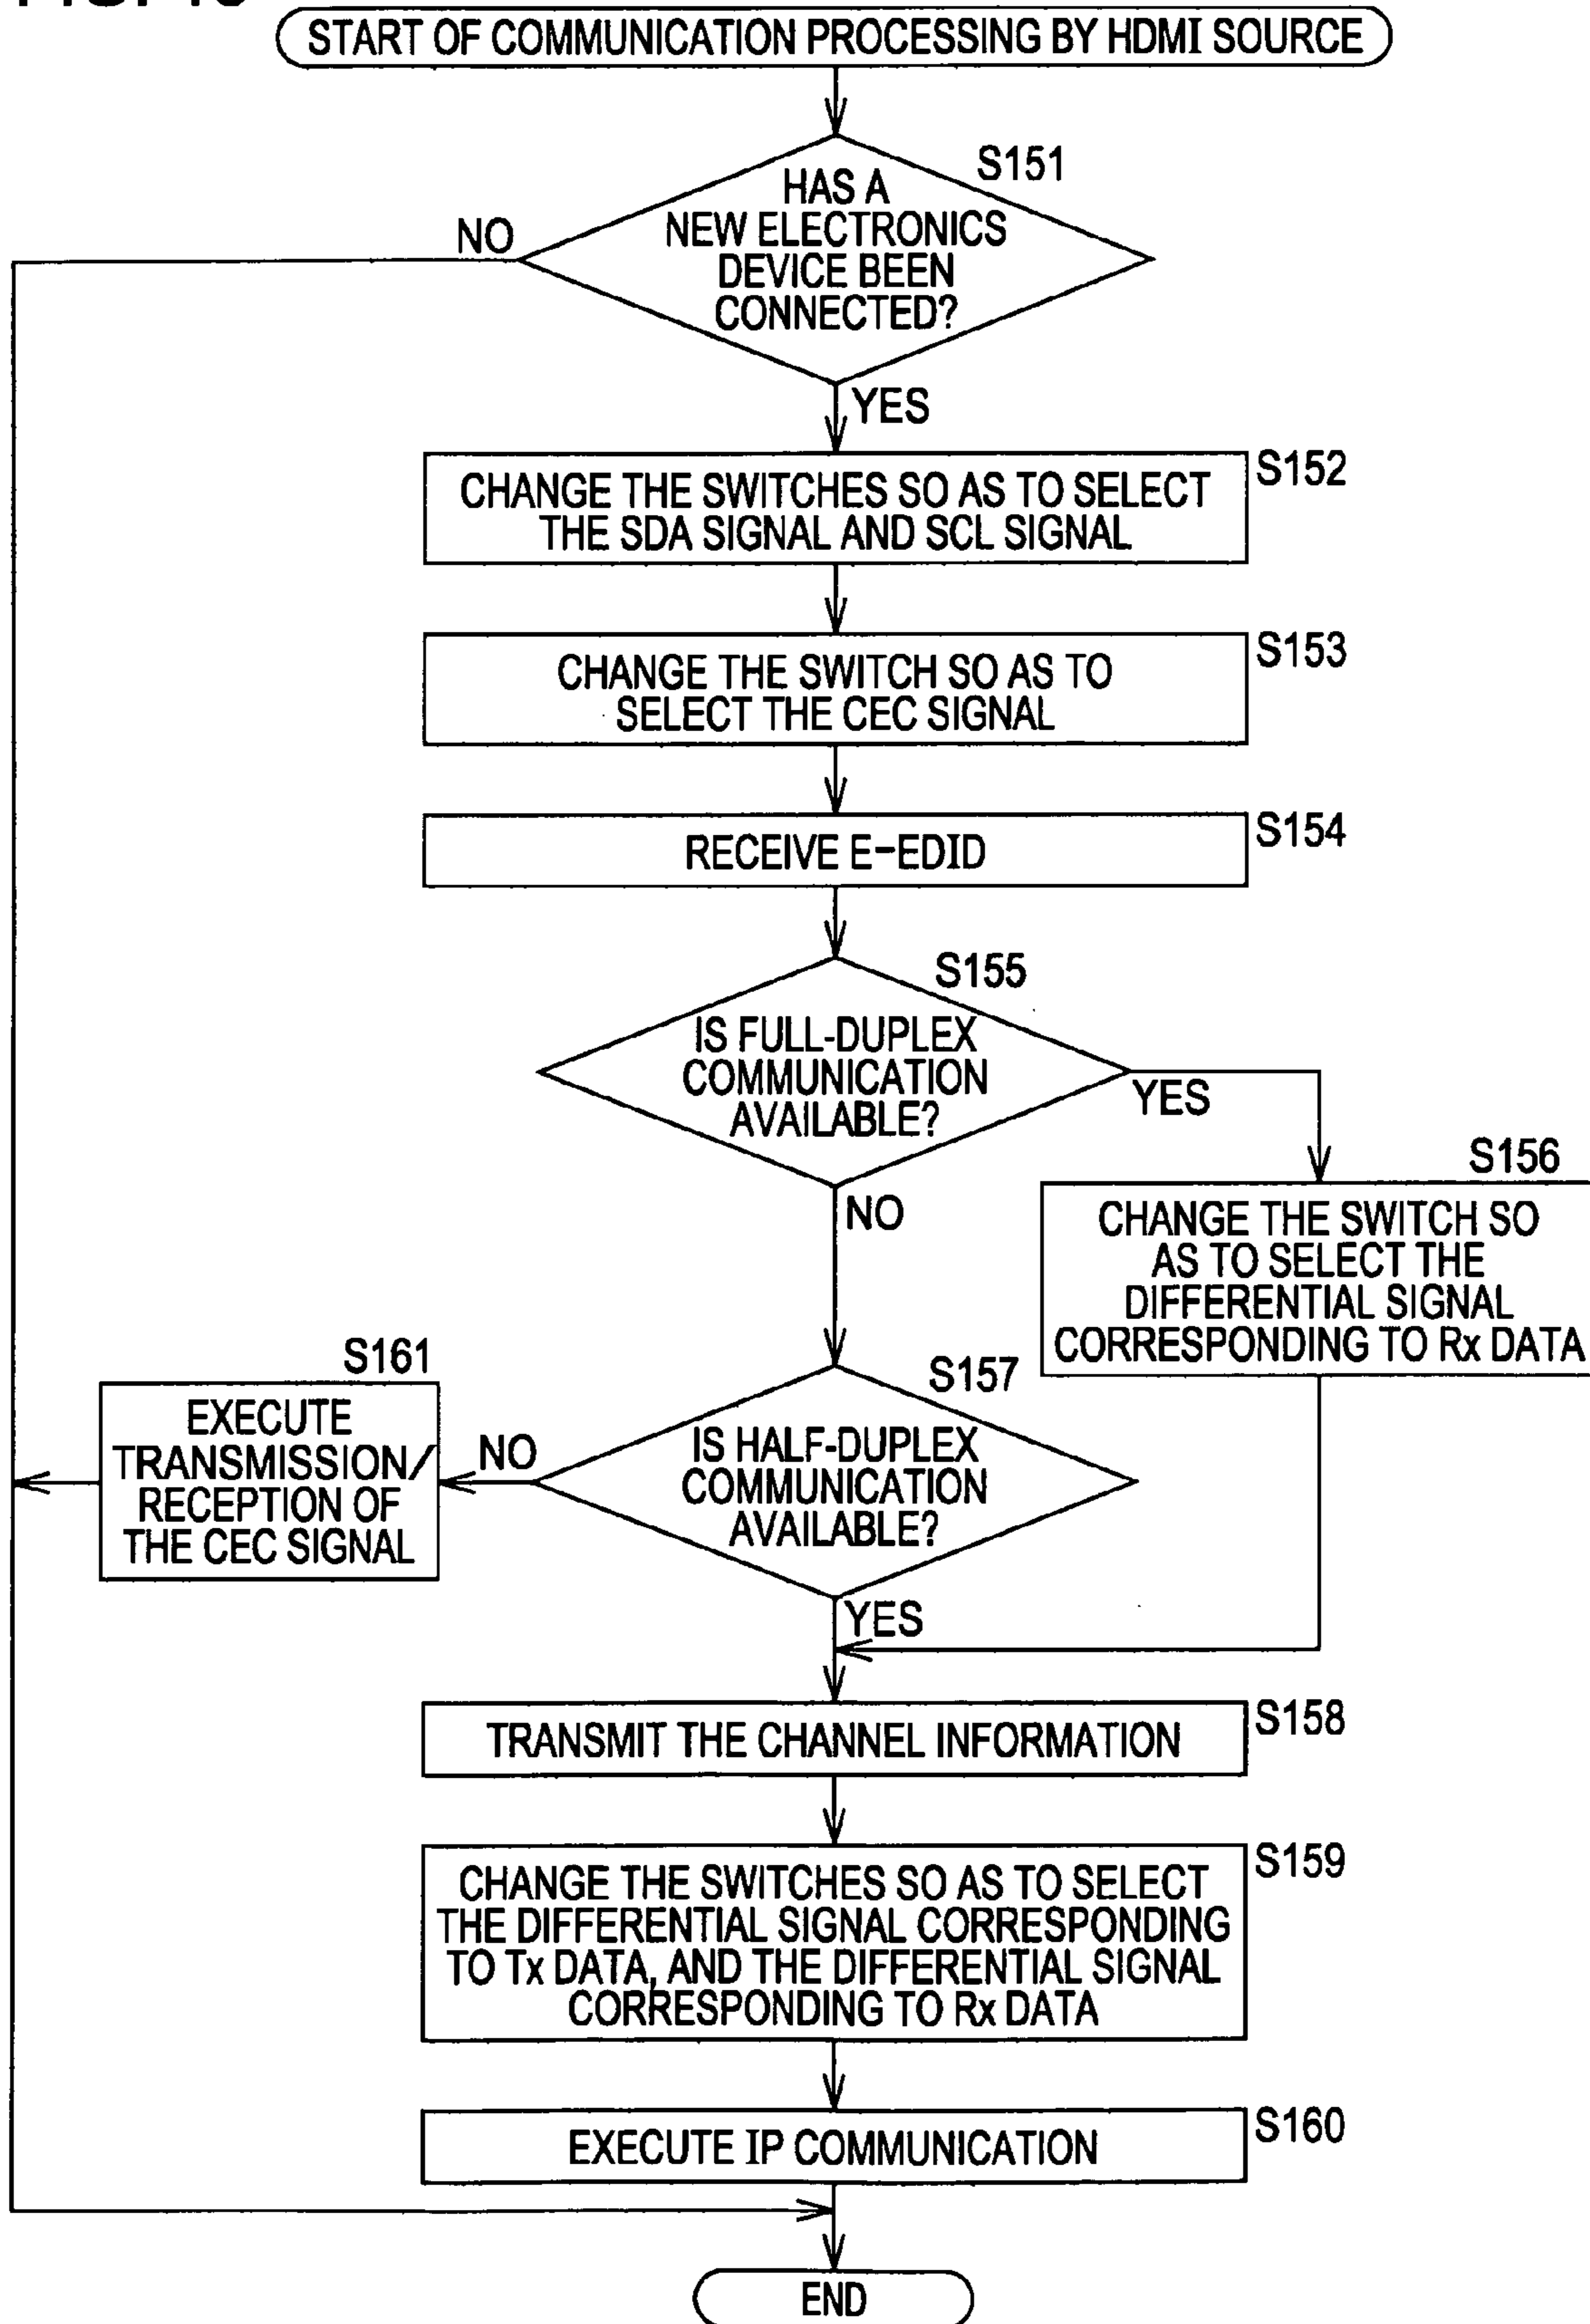 START OF COMMUNICATION PROCESSING BY HDMI SOURCE
S151
HAS A
NEW ELECTRONICS
DEVICE BEEN
CONNECTED?
NO
YES
S152
CHANGE THE SWITCHES SO AS TO SELECT
THE SDA SIGNAL AND SCL SIGNAL
S153
CHANGE THE SWITCH SO AS TO
SELECT THE CEC SIGNAL
S154
RECEIVE E-EDID
S155
IS FULL-DUPLEX
COMMUNICATION
AVAILABLE?
YES
NO
S156
CHANGE THE SWITCH SO
AS TO SELECT THE
DIFFERENTIAL SIGNAL
CORRESPONDING TO Rx DATA
S157
IS HALF-DUPLEX
COMMUNICATION
AVAILABLE?
NO
YES
S161
EXECUTE
TRANSMISSION/
RECEPTION OF
THE CEC SIGNAL
S158
TRANSMIT THE CHANNEL INFORMATION
S159
CHANGE THE SWITCHES SO AS TO SELECT
THE DIFFERENTIAL SIGNAL CORRESPONDING
TO Tx DATA, AND THE DIFFERENTIAL SIGNAL
CORRESPONDING TO Rx DATA
S160
EXECUTE IP COMMUNICATION
END